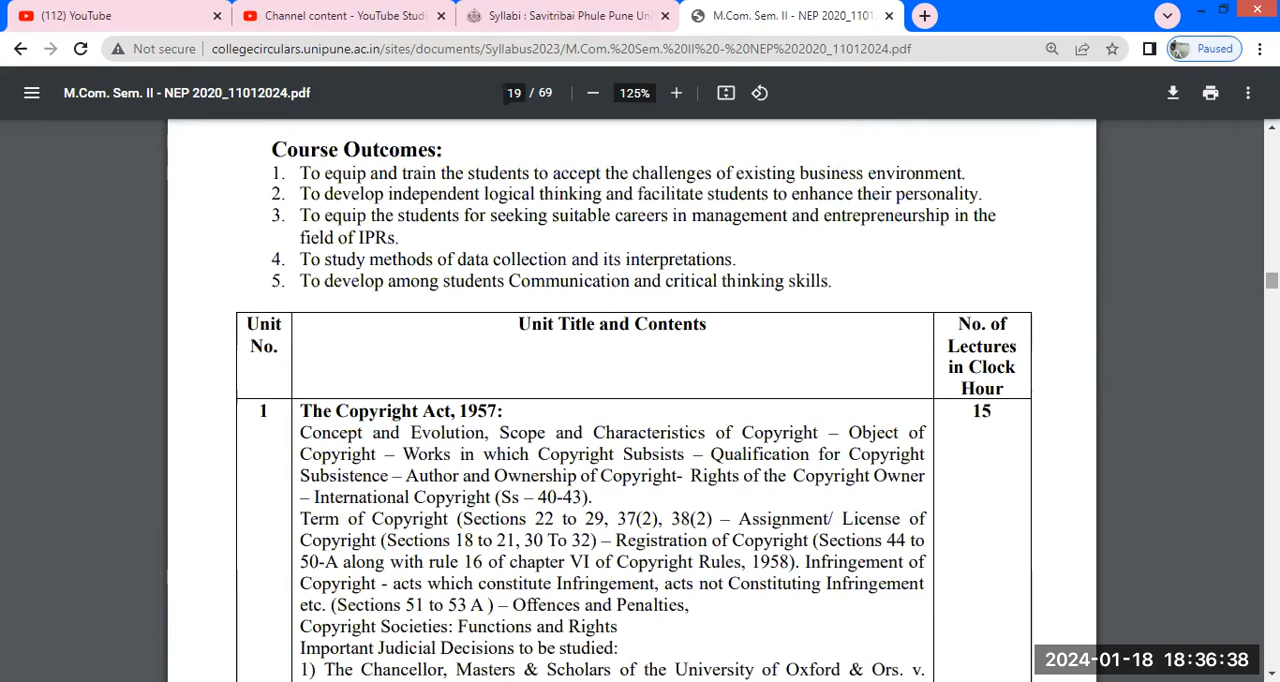 (112) YouTube
Channel content - YouTube Stud
Syllabi : Savitribai Phule Pune Un
M.Com. Sem. II - NEP 2020_1101
Not secure
collegecirculars.unipune.ac.in/sites/documents/Syllabus2023/M.Com.%20Sem.%20II%20-%20NEP%202020_11012024.pdf
Paused
M.Com. Sem. II - NEP 2020_11012024.pdf
19 / 69
125%
Course Outcomes:
1. To equip and train the students to accept the challenges of existing business environment.
2. To develop independent logical thinking and facilitate students to enhance their personality.
3. To equip the students for seeking suitable careers in management and entrepreneurship in the
field of IPRs.
4. To study methods of data collection and its interpretations.
5. To develop among students Communication and critical thinking skills.
Unit
No.
Unit Title and Contents
No. of
Lectures
in Clock
Hour
1
The Copyright Act, 1957:
15
Concept and Evolution, Scope and Characteristics of Copyright – Object of
Copyright – Works in which Copyright Subsists – Qualification for Copyright
Subsistence – Author and Ownership of Copyright- Rights of the Copyright Owner
– International Copyright (Ss – 40-43).
Term of Copyright (Sections 22 to 29, 37(2), 38(2) – Assignment/ License of
Copyright (Sections 18 to 21, 30 To 32) – Registration of Copyright (Sections 44 to
50-A along with rule 16 of chapter VI of Copyright Rules, 1958). Infringement of
Copyright - acts which constitute Infringement, acts not Constituting Infringement
etc. (Sections 51 to 53 A ) – Offences and Penalties,
Copyright Societies: Functions and Rights
Important Judicial Decisions to be studied:
1) The Chancellor, Masters & Scholars of the University of Oxford & Ors. v.
2024-01-18 18:36:38